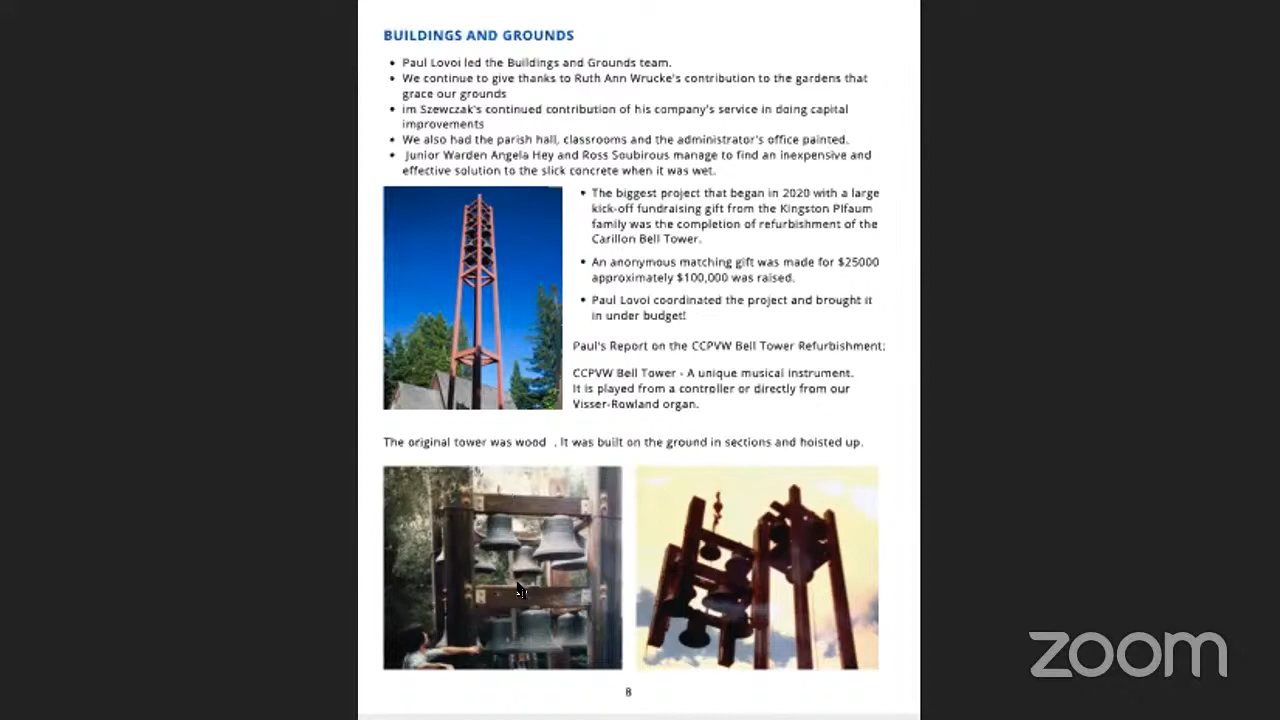 BUILDINGS AND GROUNDS
• Paul Lovoi led the Buildings and Grounds team.
• We continue to give thanks to Ruth Ann Wrucke's contribution to the gardens that
grace our grounds
• im Szewczak's continued contribution of his company's service in doing capital
improvements
• We also had the parish hall, classrooms and the administrator's office painted.
• Junior Warden Angela Hey and Ross Soubirous manage to find an inexpensive and
effective solution to the slick concrete when it was wet.
• The biggest project that began in 2020 with a large
kick-off fundraising gift from the Kingston Plfaum
family was the completion of refurbishment of the
Carillon Bell Tower.
• An anonymous matching gift was made for $25000
approximately $100,000 was raised.
• Paul Lovoi coordinated the project and brought it
in under budget!
Paul's Report on the CCPVW Bell Tower Refurbishment:
CCPVW Bell Tower - A unique musical instrument.
It is played from a controller or directly from our
Visser-Rowland organ.
The original tower was wood . It was built on the ground in sections and hoisted up.
8
zoom